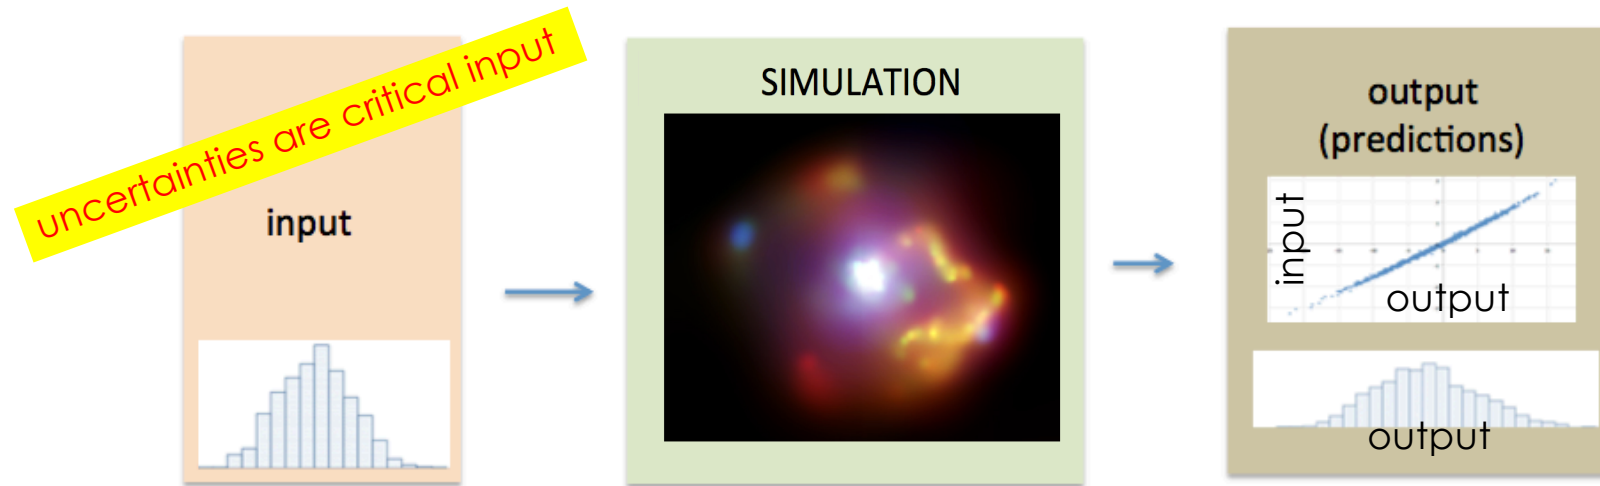 uncertainties are critical input
input
SIMULATION
output
(predictions)
input
output
output